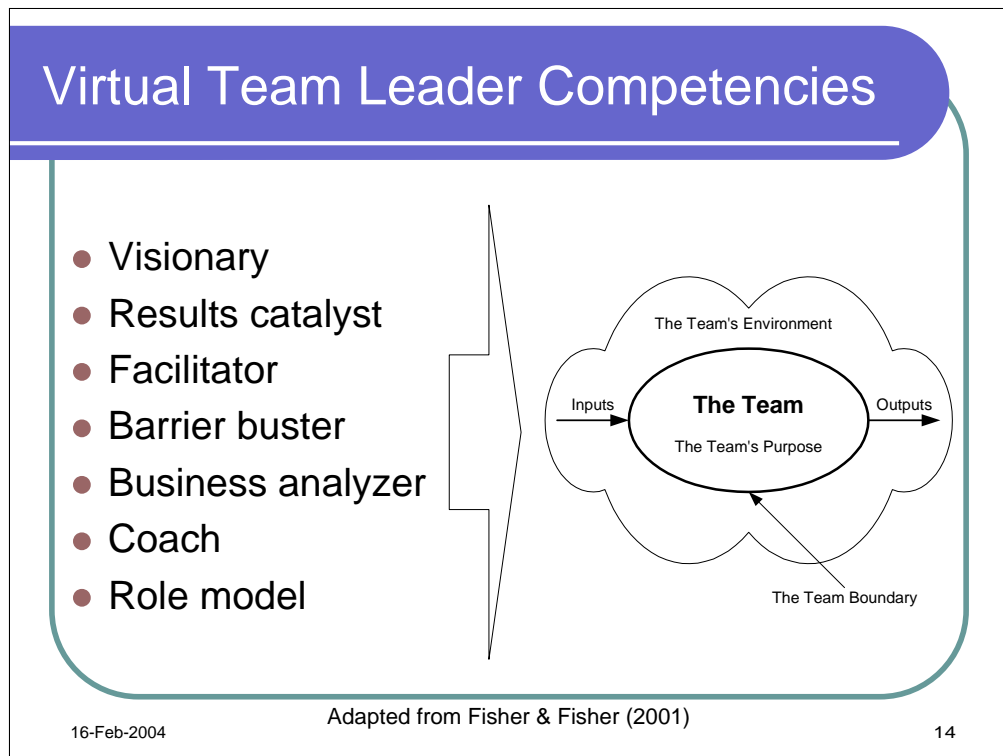 Virtual Team Leader Competencies
Visionary
Results catalyst
Facilitator
Barrier buster
Business analyzer
Coach
Role model
The Team's Environment
Inputs
The Team
Outputs
The Team's Purpose
The Team Boundary
Adapted from Fisher & Fisher (2001)
16-Feb-2004
14